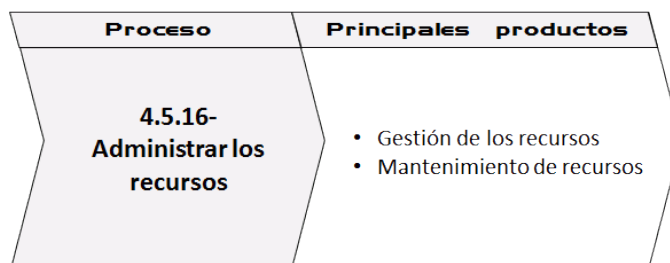 Proceso
Principales productos
4.5.16-
Administrar los
recursos
• Gestión de los recursos
• Mantenimiento de recursos